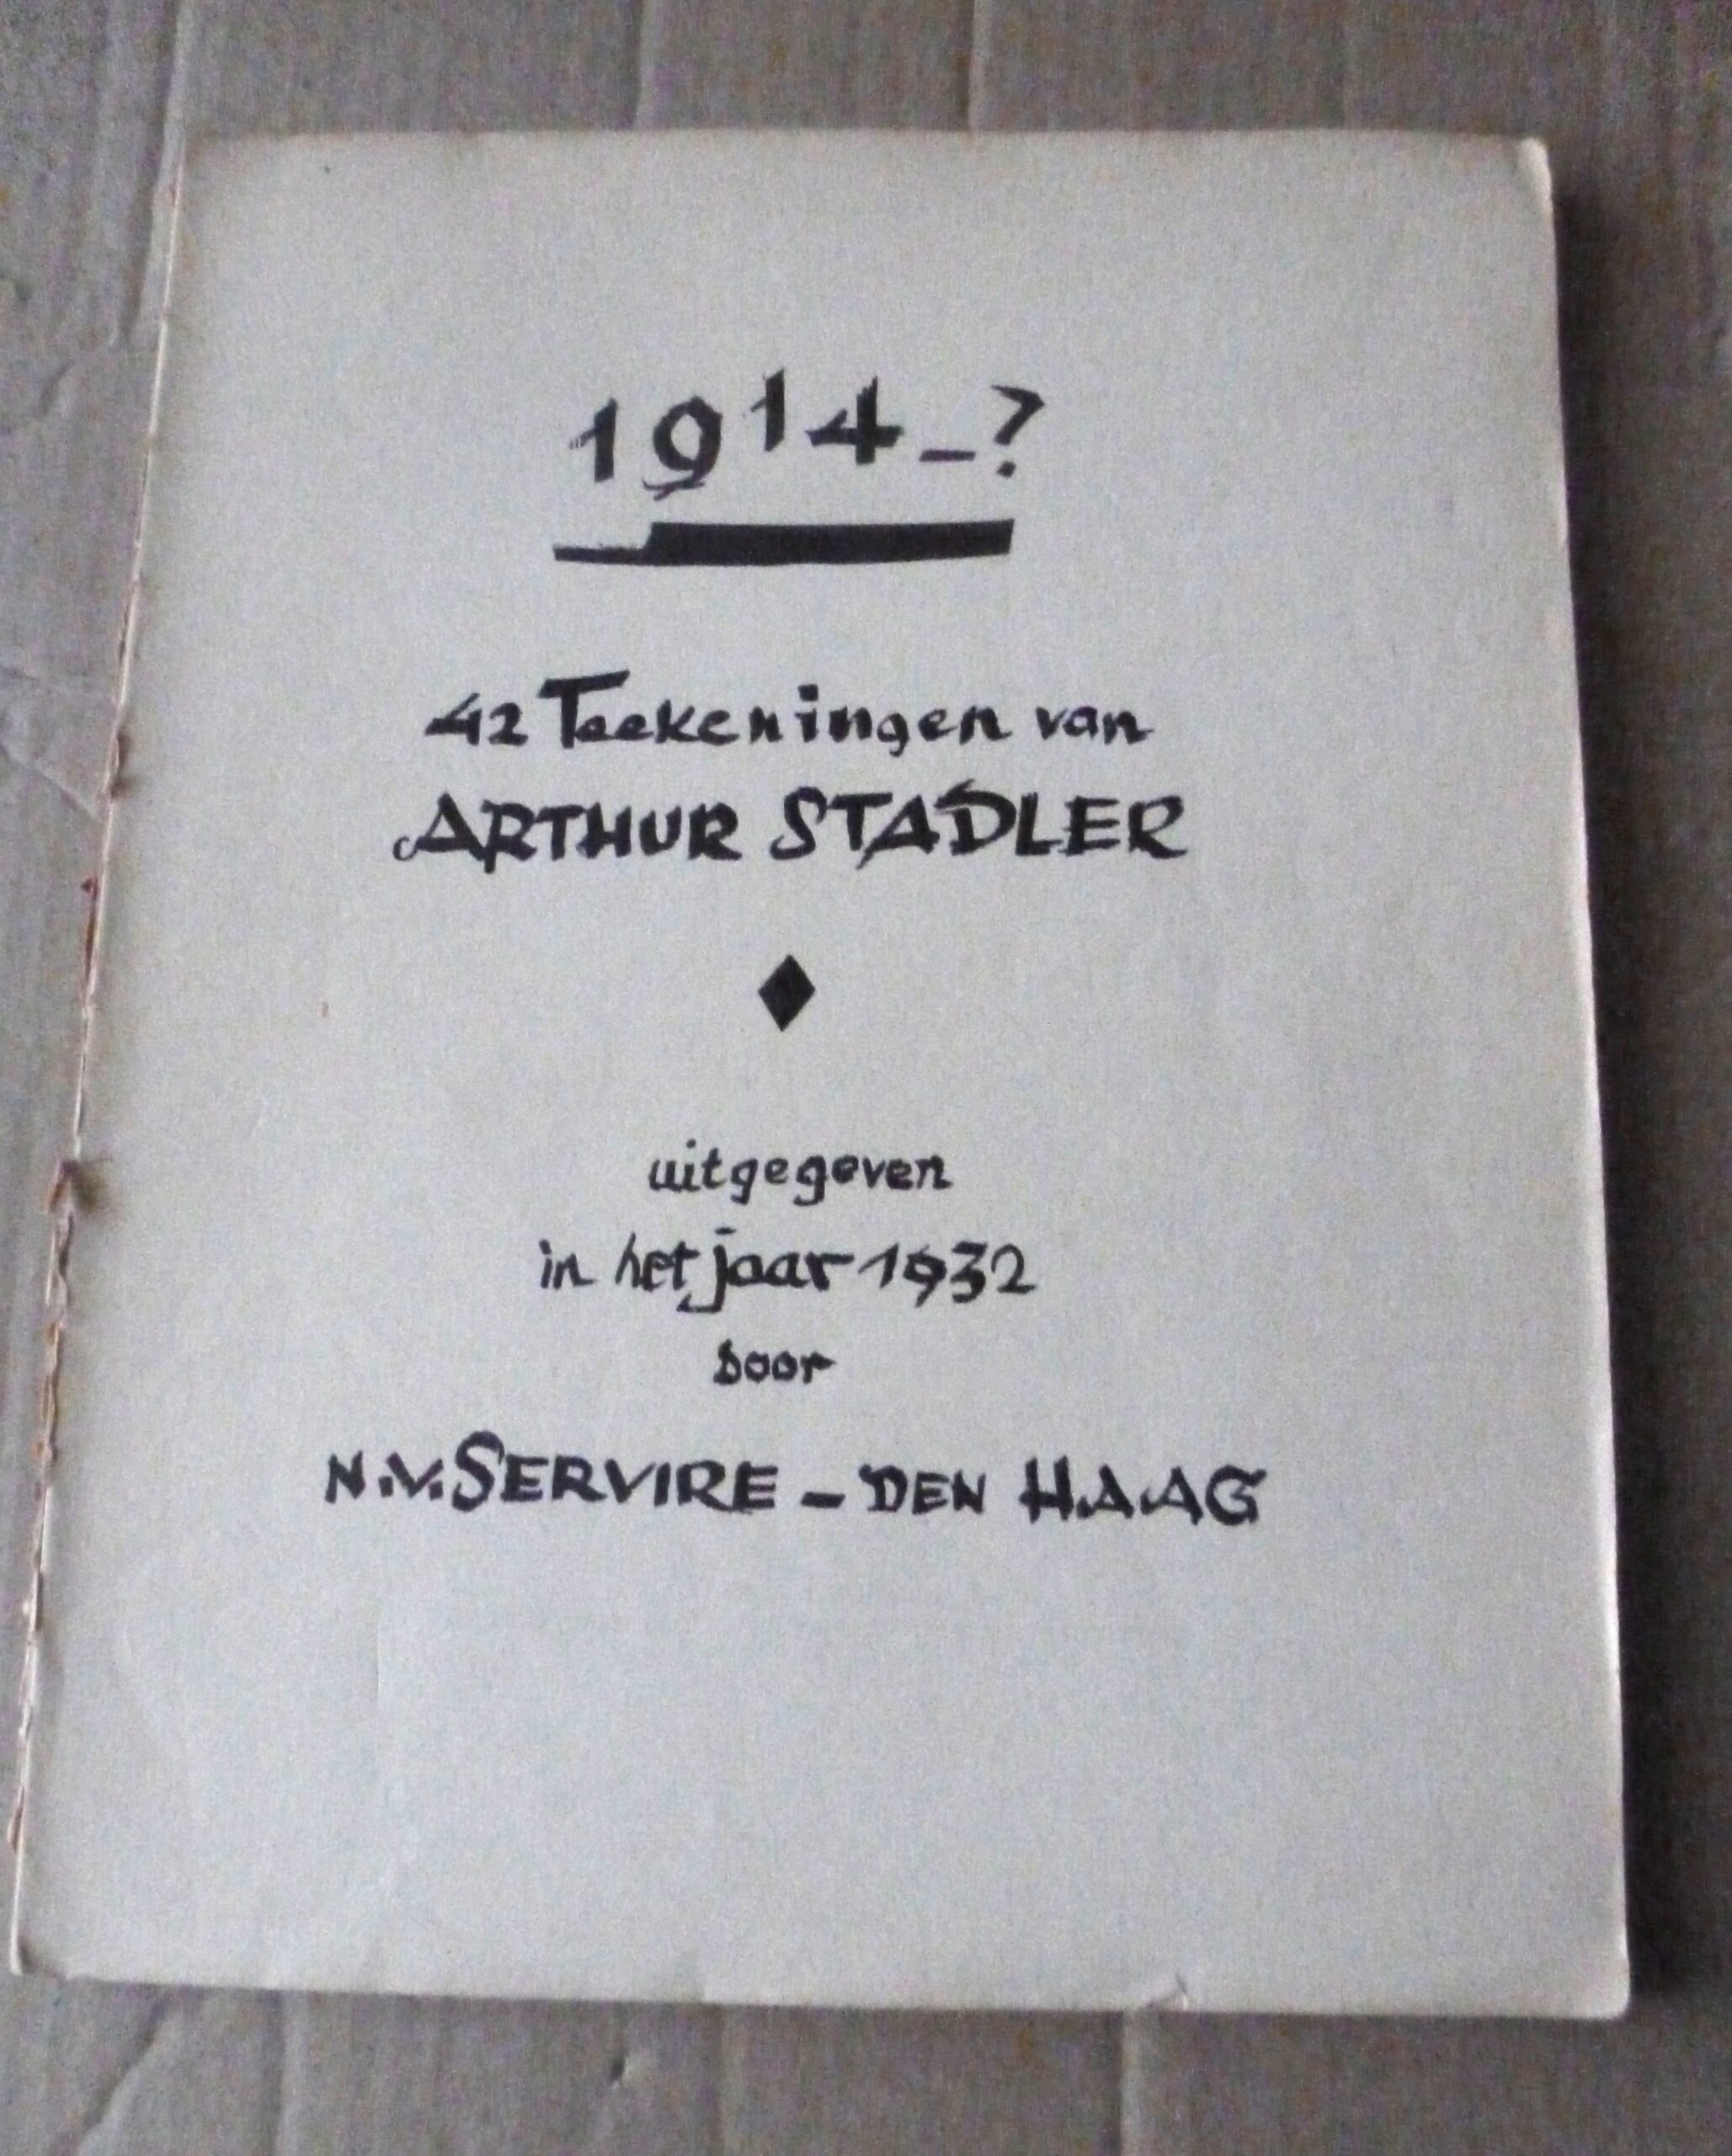 1914-?
42 Teekeningen van
ARTHUR STADLER
uitgegeven
in het jaar 1932
door
N.V. SERVIRE - DEN HAAG